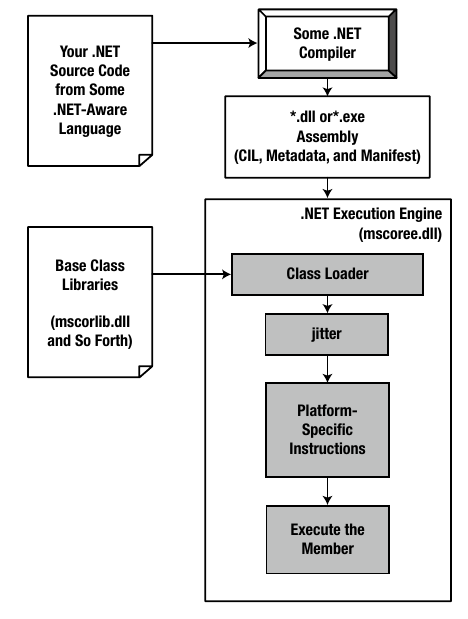 Your .NET
Source Code
from Some
.NET-Aware
Language
Some .NET
Compiler
*.dll or*.exe
Assembly
(CIL, Metadata, and Manifest)
.NET Execution Engine
(mscoree.dll)
Base Class
Libraries
(mscorlib.dll
and So Forth)
Class Loader
jitter
Platform-
Specific
Instructions
Execute the
Member